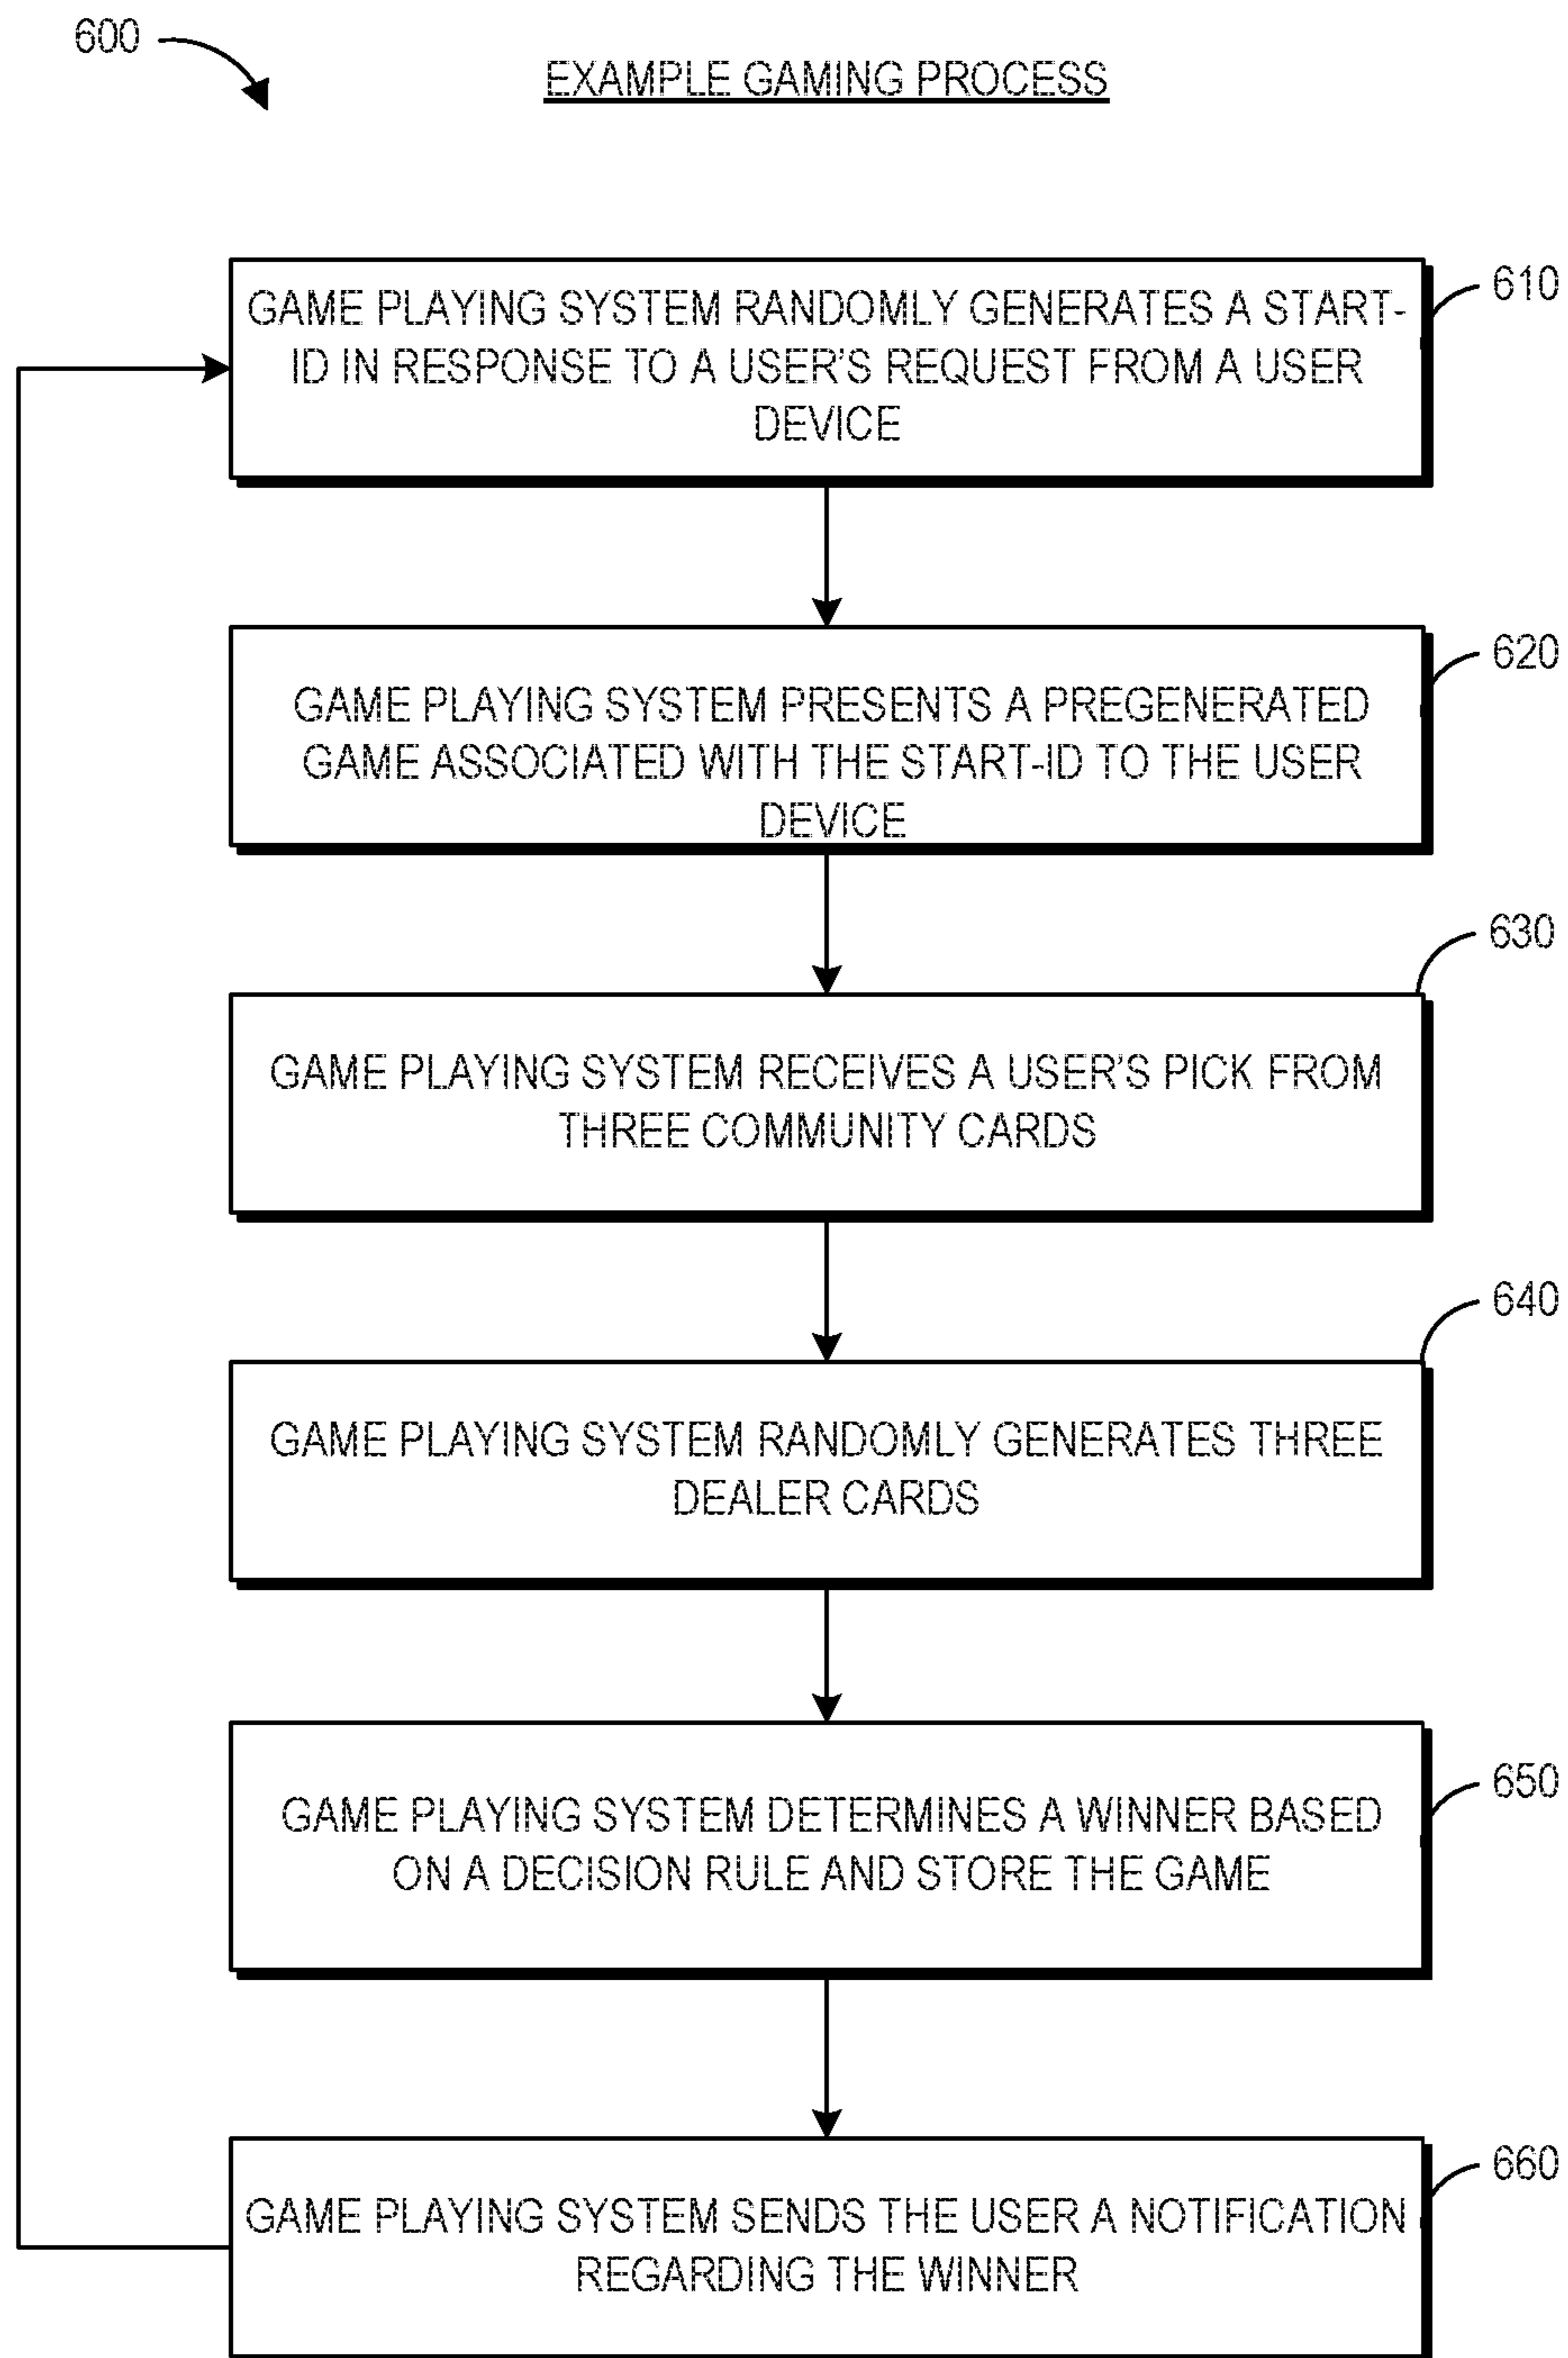 600
EXAMPLE GAMING PROCESS
610
GAME PLAYING SYSTEM RANDOMLY GENERATES A START-
ID IN RESPONSE TO A USER'S REQUEST FROM A USER
DEVICE
620
GAME PLAYING SYSTEM PRESENTS A PREGENERATED
GAME ASSOCIATED WITH THE START-ID TO THE USER
DEVICE
630
GAME PLAYING SYSTEM RECEIVES A USER'S PICK FROM
THREE COMMUNITY CARDS
640
GAME PLAYING SYSTEM RANDOMLY GENERATES THREE
DEALER CARDS
650
GAME PLAYING SYSTEM DETERMINES A WINNER BASED
ON A DECISION RULE AND STORE THE GAME
660
GAME PLAYING SYSTEM SENDS THE USER A NOTIFICATION
REGARDING THE WINNER